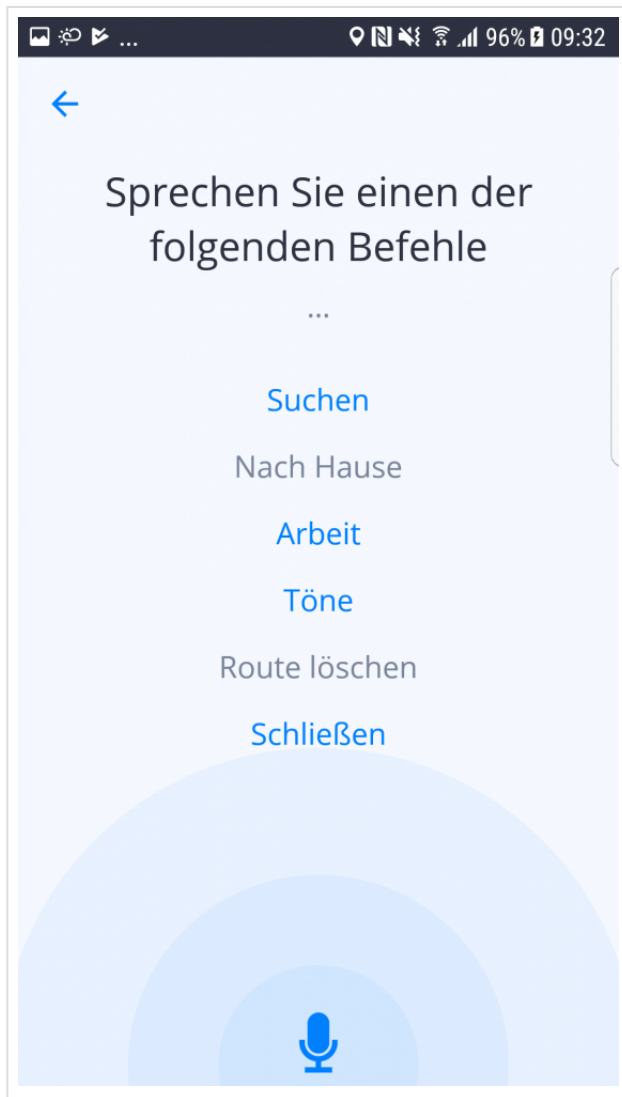 ... 96% 09:32
Sprechen Sie einen der
folgenden Befehle
...
Suchen
Nach Hause
Arbeit
Töne
Route löschen
Schließen